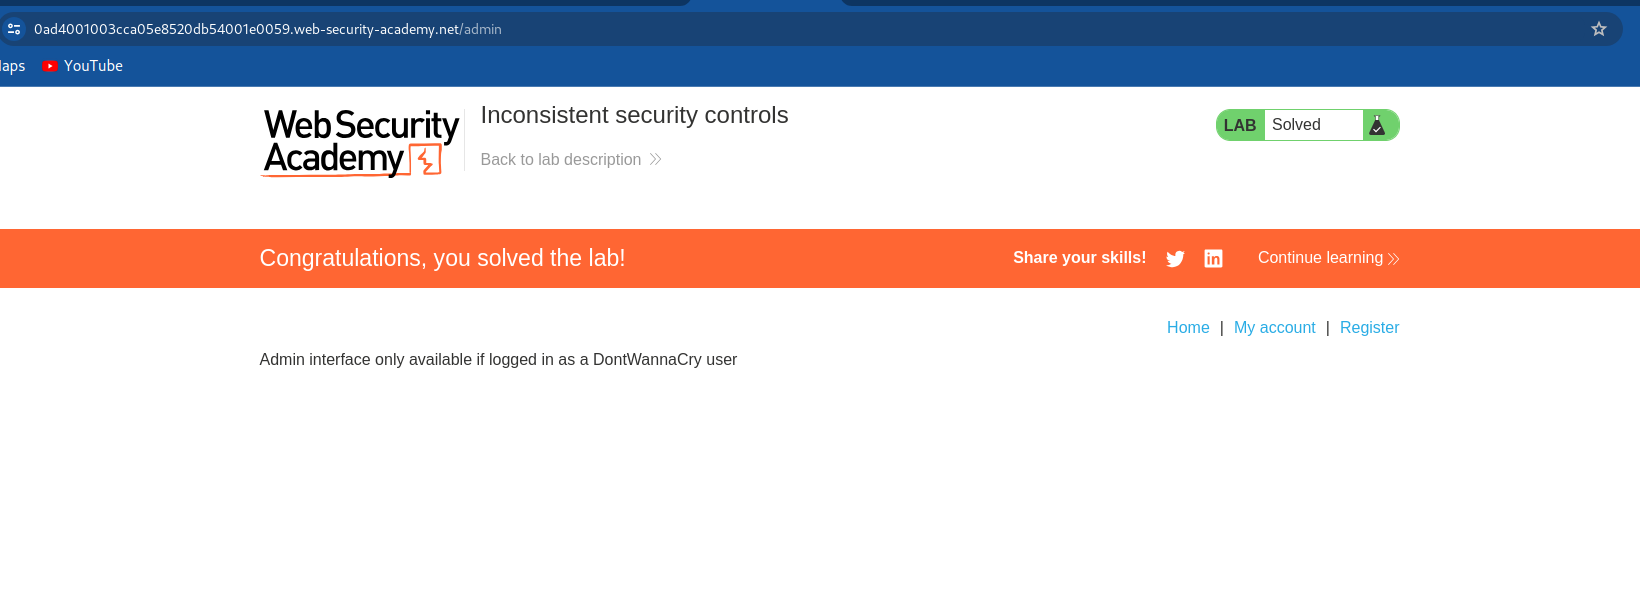 0ad4001003cca05e8520db54001e0059.web-security-academy.net/admin
YouTube
Web Security
Academy
Inconsistent security controls
Back to lab description
LAB Solved
Congratulations, you solved the lab!
Share your skills!
Continue learning
Home | My account | Register
Admin interface only available if logged in as a DontWannaCry user